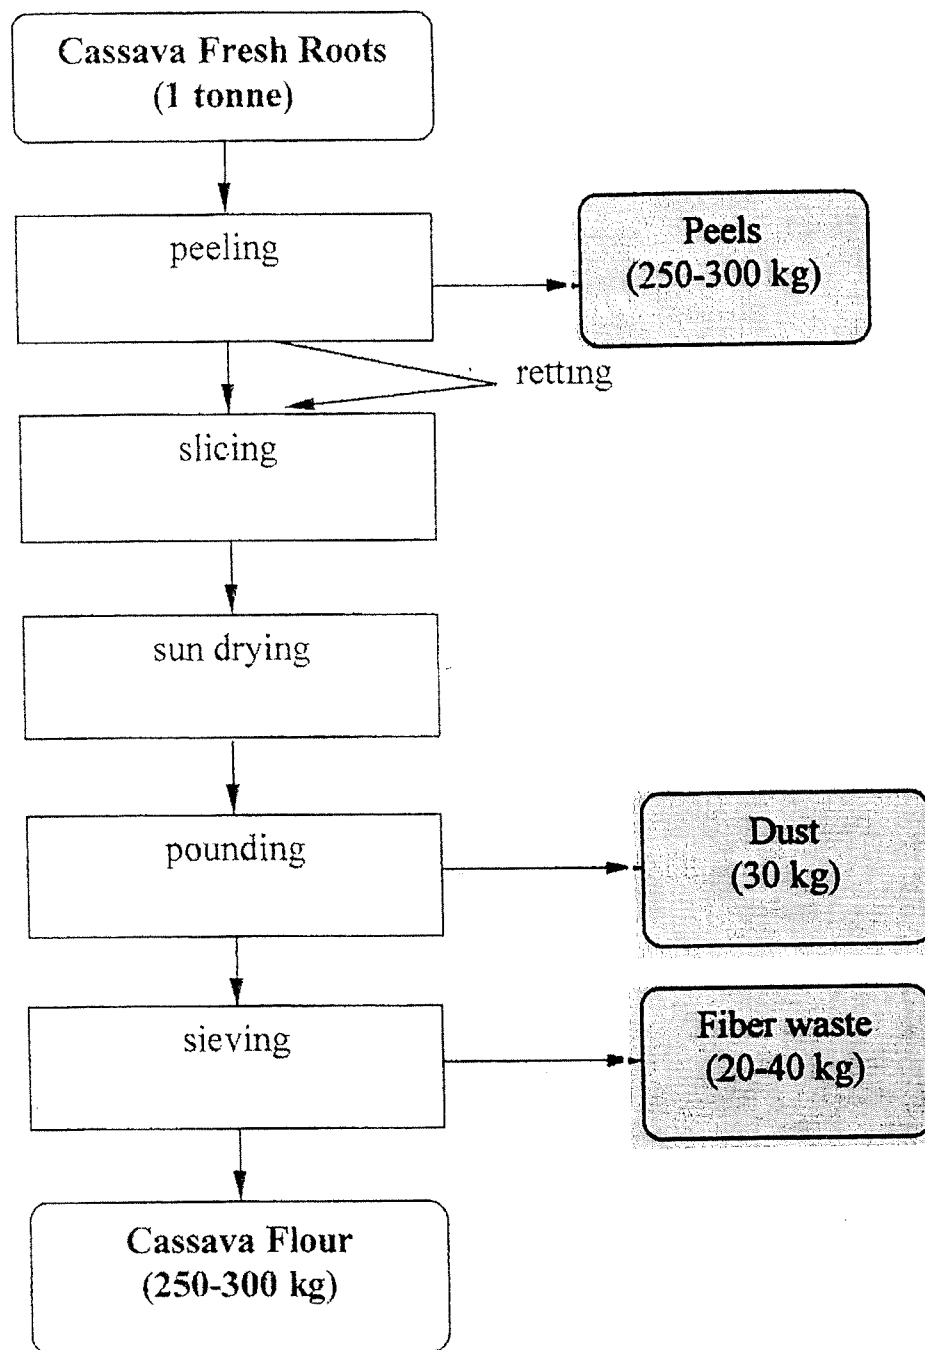 Cassava Fresh Roots
(1 tonne)
peeling
Peels
(250-300 kg)
retting
slicing
sun drying
pounding
Dust
(30 kg)
sieving
Fiber waste
(20-40 kg)
Cassava Flour
(250-300 kg)